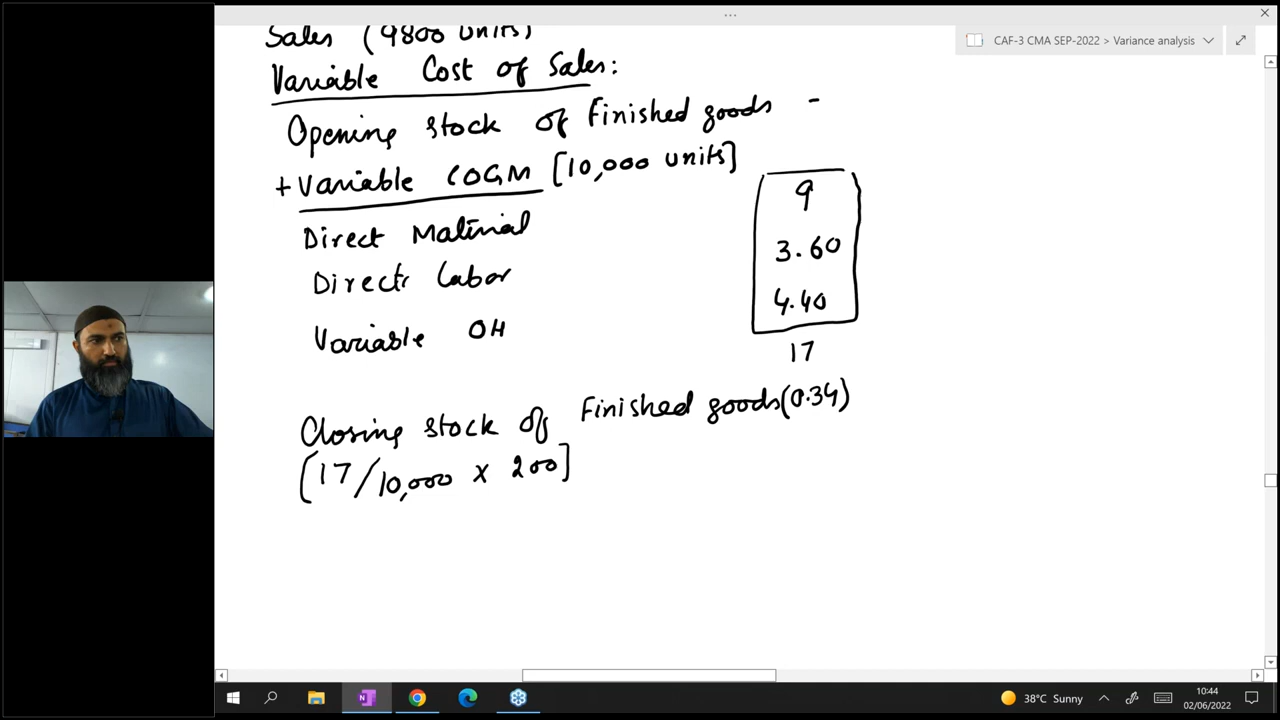 CAF-3 CMA SEP-2022 > Variance analysis
Sales (9800 units)
Variable Cost of Sales:
Opening stock of Finished goods -
+ Variable COGM [10,000 units]
Direct Material 9
Direct Labor 3.60
Variable OH 4.40
17
Closing stock of Finished goods (0.34)
[17/10,000 x 200]
38°C Sunny
10:44
02/06/2022